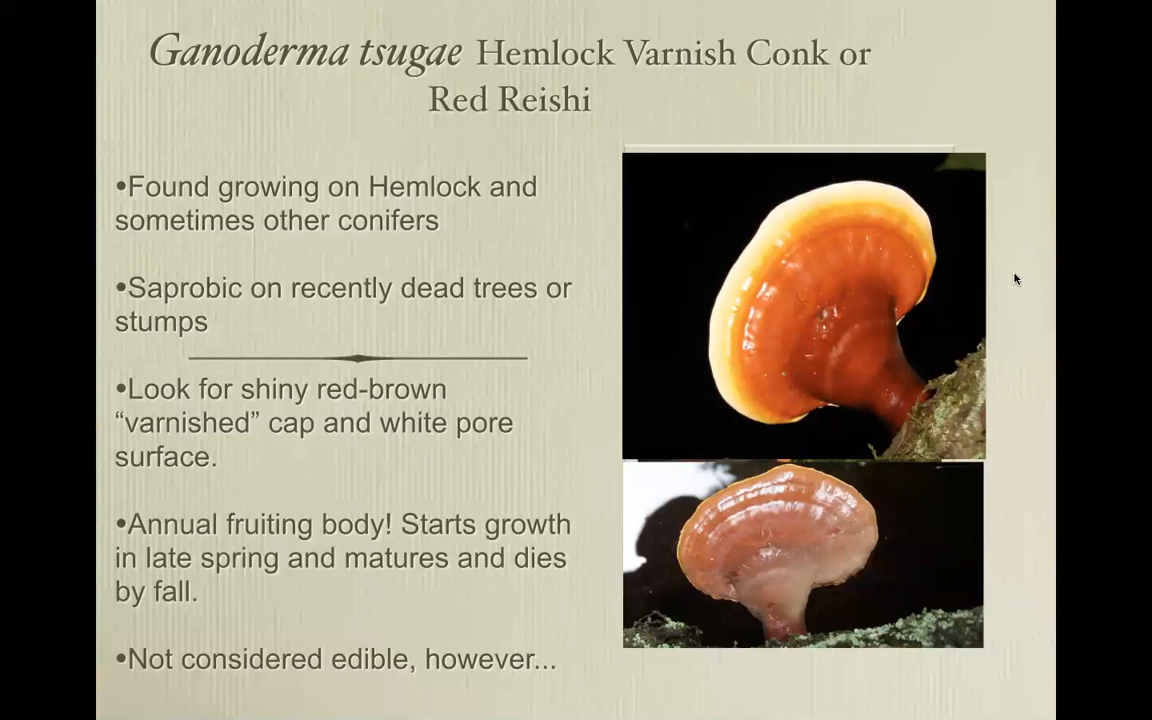 Ganoderma tsugae Hemlock Varnish Conk or
Red Reishi
•Found growing on Hemlock and
sometimes other conifers
•Saprobic on recently dead trees or
stumps
•Look for shiny red-brown
“varnished” cap and white pore
surface.
•Annual fruiting body! Starts growth
in late spring and matures and dies
by fall.
•Not considered edible, however...